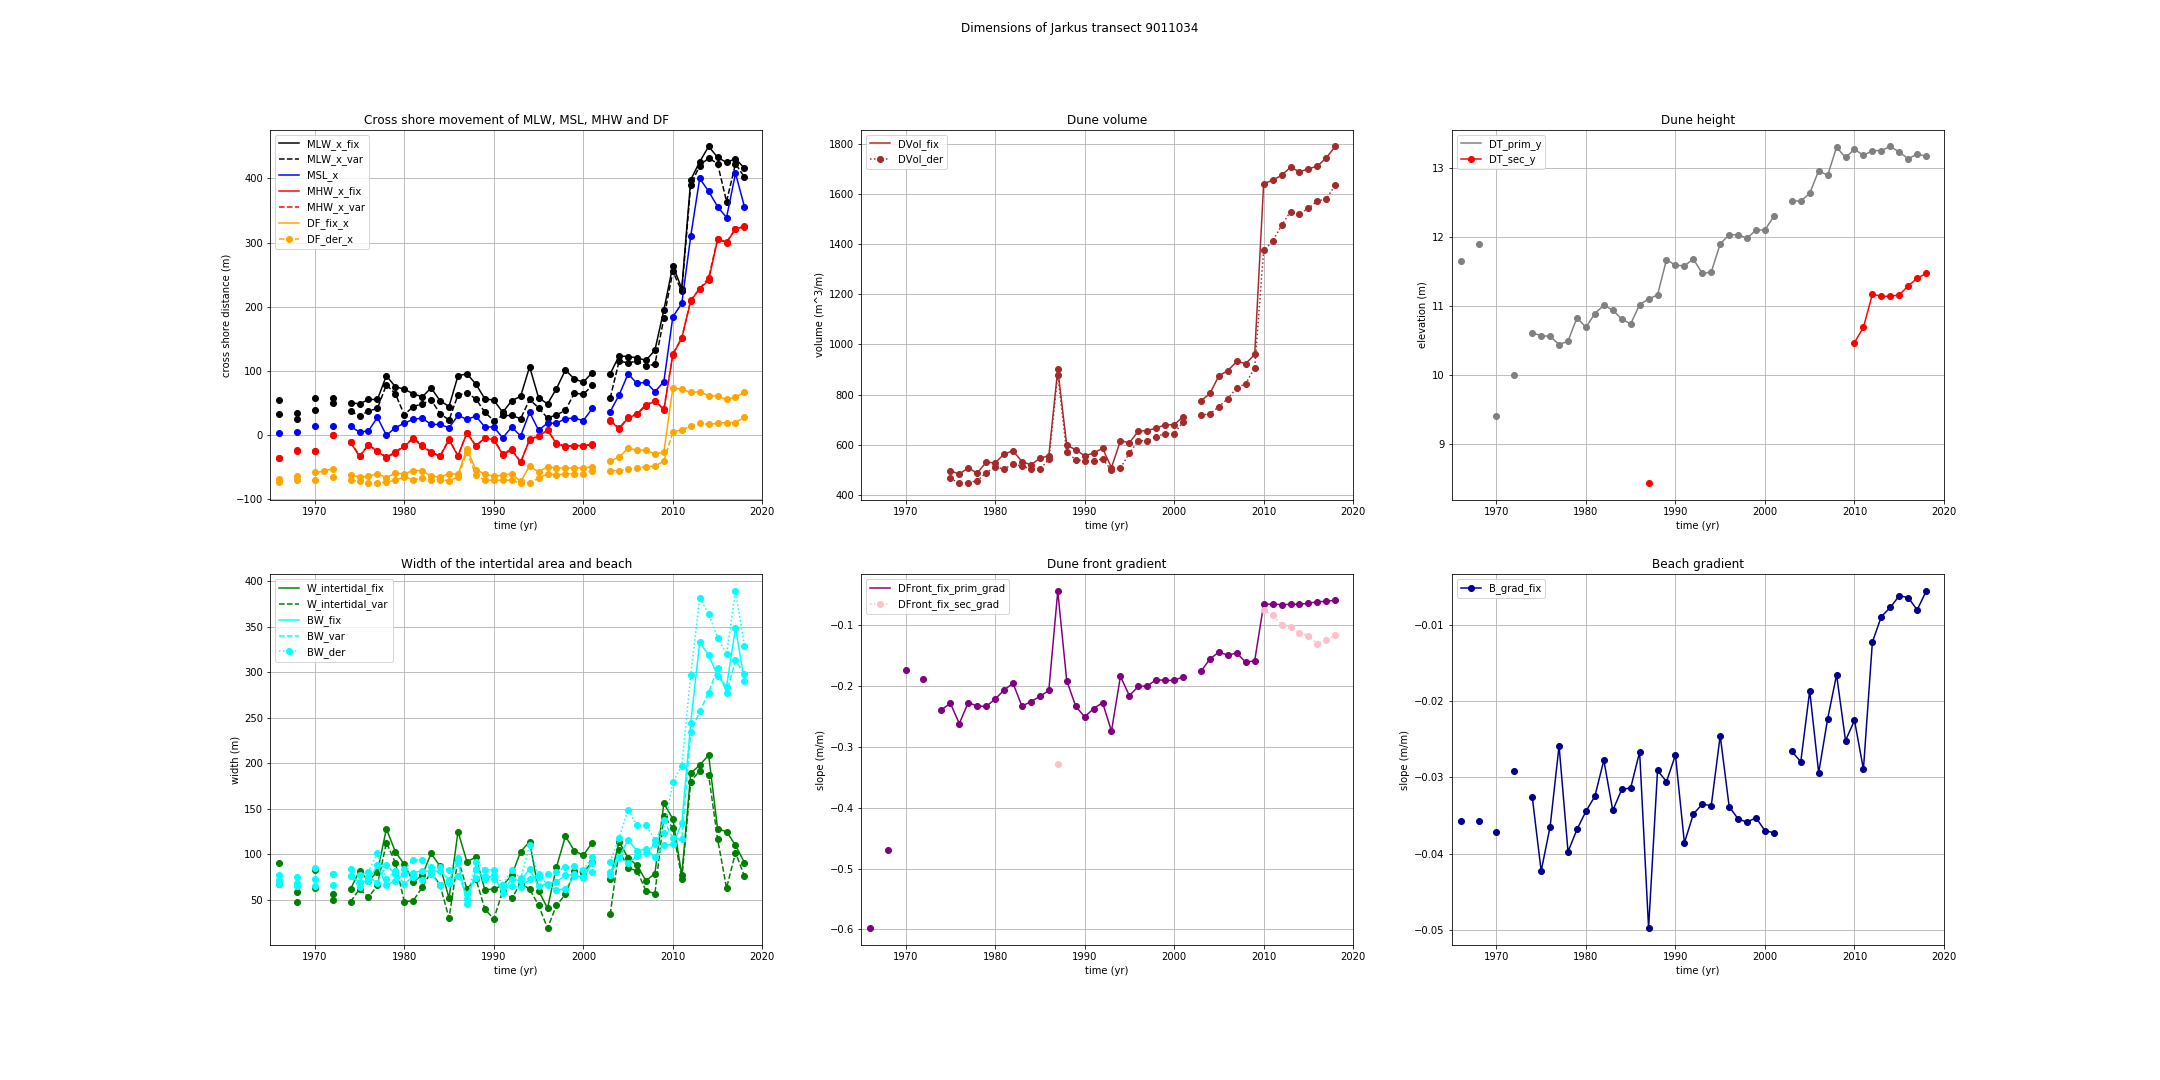 Dimensions of Jarkus transect 9011034
Cross shore movement of MLW, MSL, MHW and DF
MLW_x_fix
MLW_x_var
MSL_x
MHW_x_fix
MHW_x_var
DF_fix_x
DF_der_x
400
300
200
100
0
−100
cross shore distance (m)
1970 1980 1990 2000 2010 2020
time (yr)
Dune volume
DVol_fix
DVol_der
1800
1600
1400
1200
1000
800
600
400
volume (m^3/m)
1970 1980 1990 2000 2010 2020
time (yr)
Dune height
DT_prim_y
DT_sec_y
13
12
11
10
9
elevation (m)
1970 1980 1990 2000 2010 2020
time (yr)
Width of the intertidal area and beach
W_intertidal_fix
W_intertidal_var
BW_fix
BW_var
BW_der
400
350
300
250
200
150
100
50
width (m)
1970 1980 1990 2000 2010 2020
time (yr)
Dune front gradient
DFront_fix_prim_grad
DFront_fix_sec_grad
−0.1
−0.2
−0.3
−0.4
−0.5
−0.6
slope (m/m)
1970 1980 1990 2000 2010 2020
time (yr)
Beach gradient
B_grad_fix
−0.01
−0.02
−0.03
−0.04
−0.05
slope (m/m)
1970 1980 1990 2000 2010 2020
time (yr)